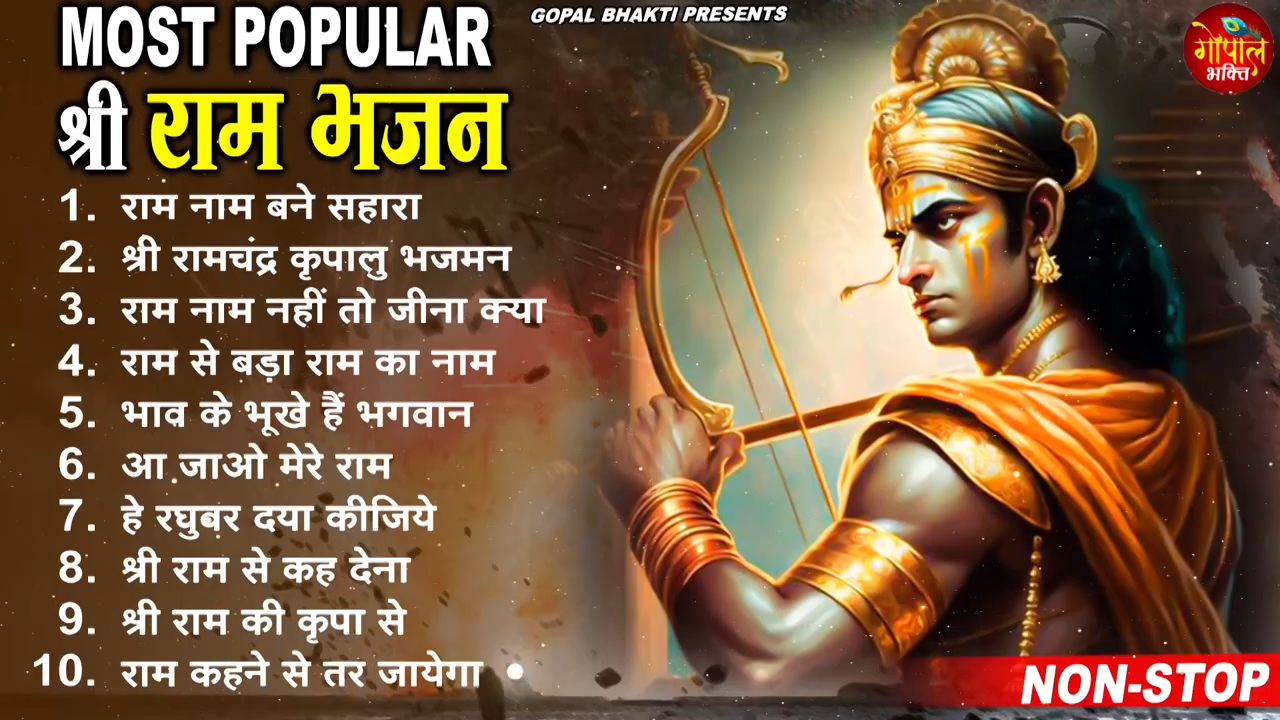 GOPAL BHAKTI PRESENTS
गोपाल
भक्ति
MOST POPULAR
श्री राम भजन
1. राम नाम बने सहारा
2. श्री रामचंद्र कृपालु भजमन
3. राम नाम नहीं तो जीना क्या
4. राम से बड़ा राम का नाम
5. भाव के भूखे हैं भगवान
6. आ जाओ मेरे राम
7. हे रघुबर दया कीजिये
8. श्री राम से कह देना
9. श्री राम की कृपा से
10. राम कहने से तर जायेगा
NON-STOP